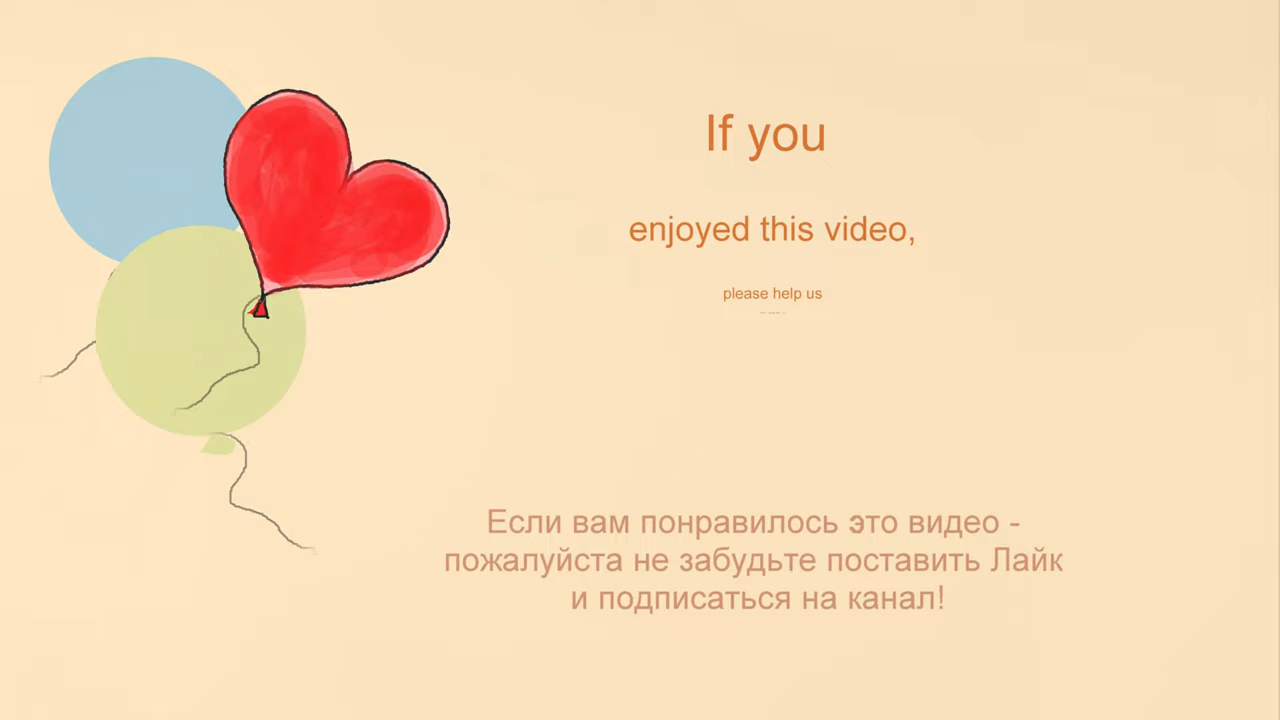 If you
enjoyed this video,
please help us
Если вам понравилось это видео -
пожалуйста не забудьте поставить Лайк
и подписаться на канал!